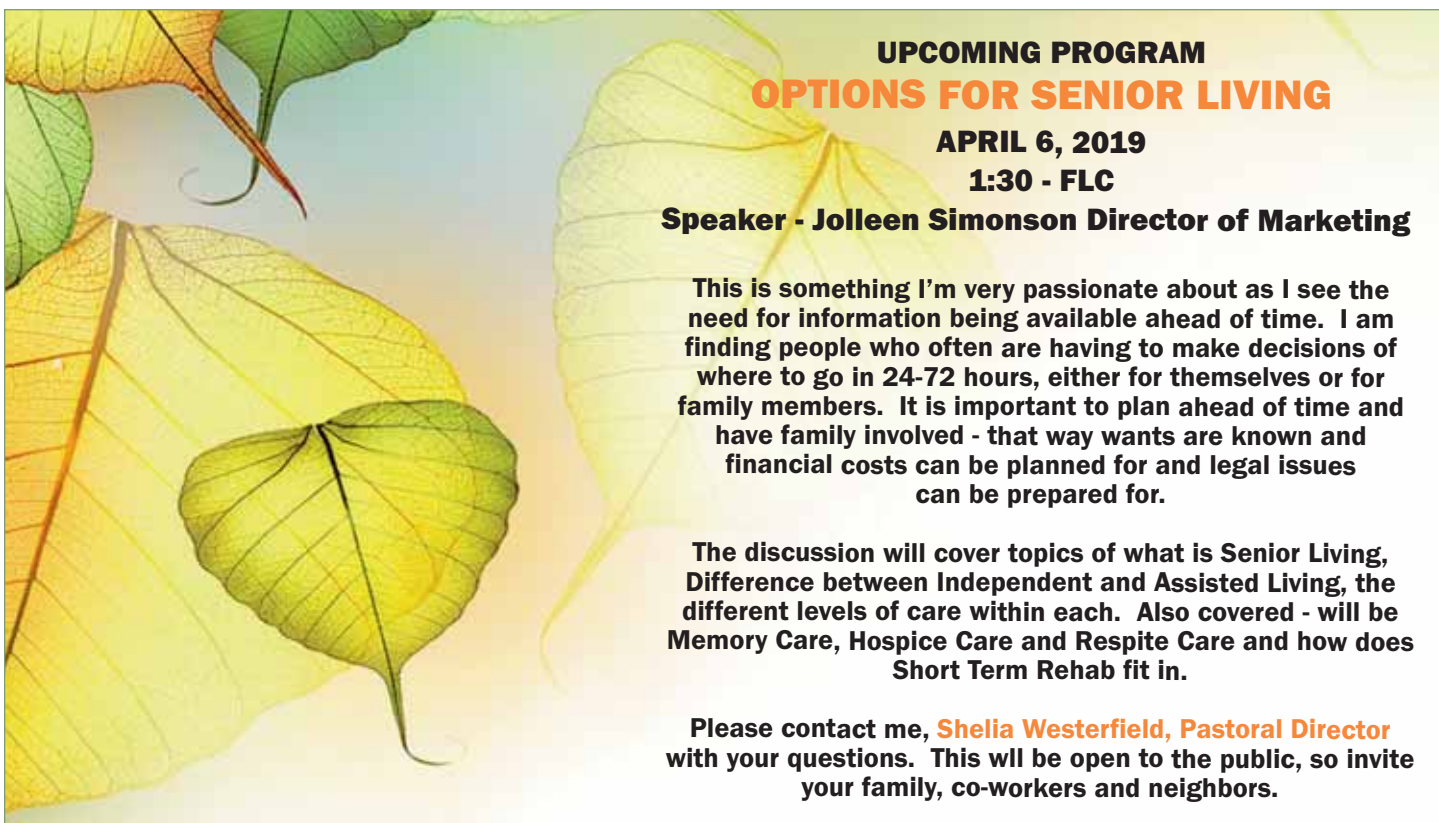 UPCOMING PROGRAM
OPTIONS FOR SENIOR LIVING
APRIL 6, 2019
1:30 - FLC
Speaker - Jolleen Simonson Director of Marketing
This is something I'm very passionate about as I see the
need for information being available ahead of time.  I am
finding people who often are having to make decisions of
where to go in 24-72 hours, either for themselves or for
family members.  It is important to plan ahead of time and
have family involved - that way wants are known and
financial costs can be planned for and legal issues
can be prepared for.
The discussion will cover topics of what is Senior Living,
Difference between Independent and Assisted Living, the
different levels of care within each.  Also covered - will be
Memory Care, Hospice Care and Respite Care and how does
Short Term Rehab fit in.
Please contact me, Shelia Westerfield, Pastoral Director
with your questions.  This wll be open to the public, so invite
your family, co-workers and neighbors.